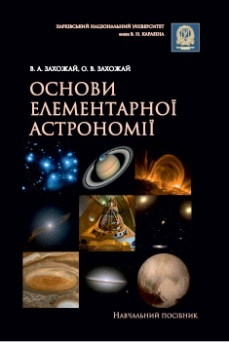 ХАРКІВСЬКИЙ НАЦІОНАЛЬНИЙ УНІВЕРСИТЕТ
імені В. Н. КАРАЗІНА
В. А. ЗАХОЖАЙ, О. В. ЗАХОЖАЙ
ОСНОВИ
ЕЛЕМЕНТАРНОЇ
АСТРОНОМІЇ
НАВЧАЛЬНИЙ ПОСІБНИК